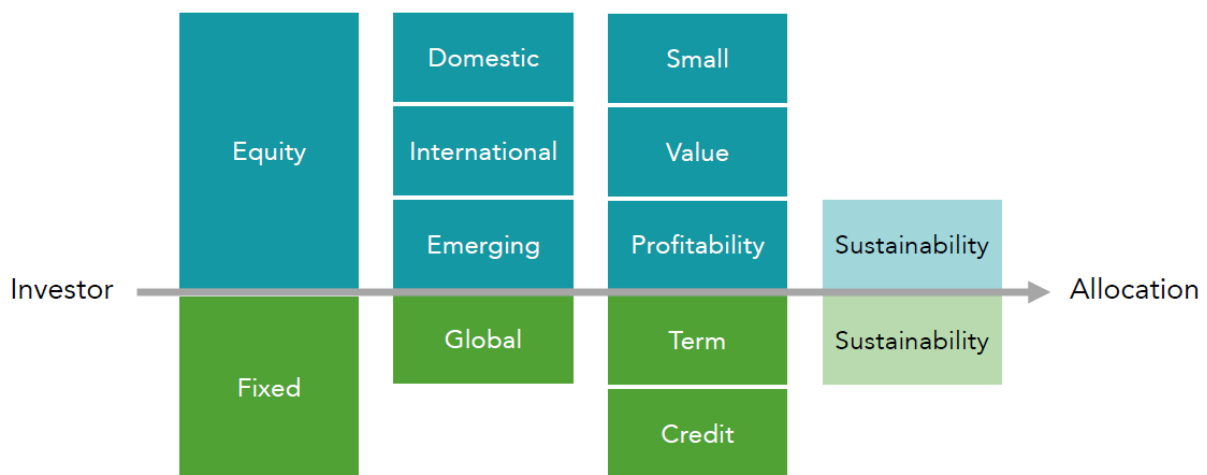 Investor
Equity
Fixed
Domestic
International
Emerging
Global
Small
Value
Profitability
Term
Credit
Sustainability
Sustainability
Allocation